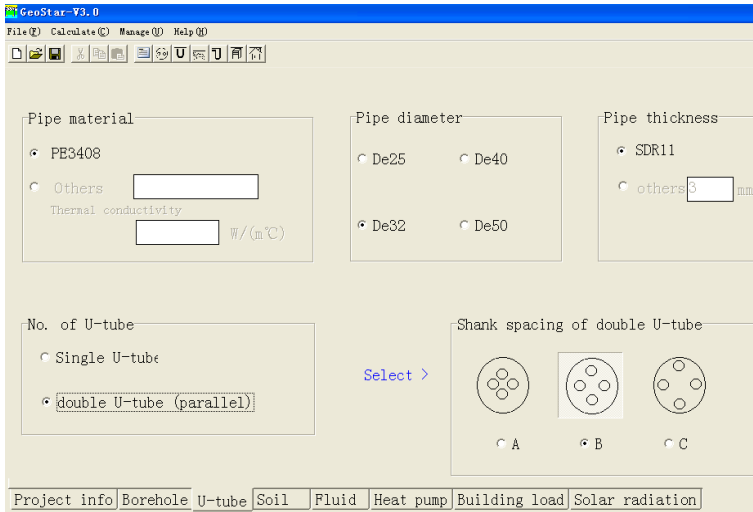 GeoStar-V3.0
File(F) Calculate(C) Manage(U) Help(H)
Pipe material
PE3408
Others
Thermal conductivity
W/(m℃)
Pipe diameter
De25 De40
De32 De50
Pipe thickness
SDR11
others 3 mm
No. of U-tube
Single U-tube
double U-tube (parallel)
Select >
Shank spacing of double U-tube
A B C
Project info Borehole U-tube Soil Fluid Heat pump Building load Solar radiation